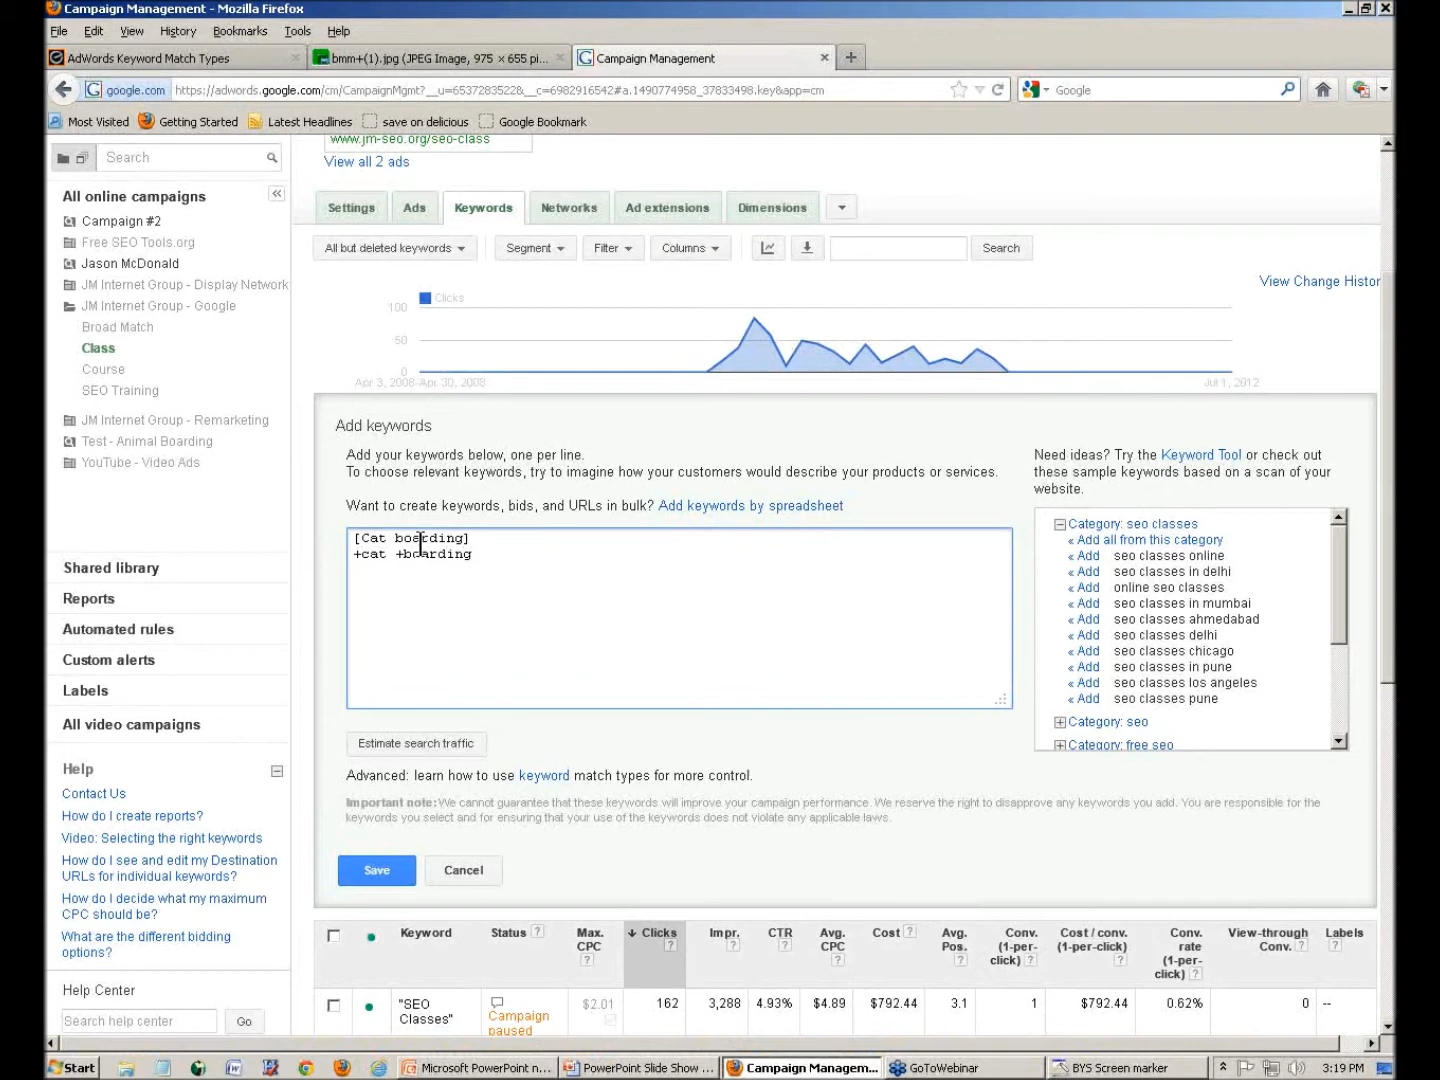 Campaign Management - Mozilla Firefox
File Edit View History Bookmarks Tools Help
AdWords Keyword Match Types
bmm+(1).jpg (JPEG Image, 975 × 655 pi...
Campaign Management
google.com
https://adwords.google.com/cm/CampaignMgmt?__u=6537283522&__c=6982916542#a.1490774958_37833498.key&app=cm
Google
Most Visited Getting Started Latest Headlines save on delicious Google Bookmark
Search
All online campaigns
Campaign #2
Free SEO Tools.org
Jason McDonald
JM Internet Group - Display Network
JM Internet Group - Google
Broad Match
Class
Course
SEO Training
JM Internet Group - Remarketing
Test - Animal Boarding
YouTube - Video Ads
Shared library
Reports
Automated rules
Custom alerts
Labels
All video campaigns
Help
Contact Us
How do I create reports?
Video: Selecting the right keywords
How do I see and edit my Destination
URLs for individual keywords?
How do I decide what my maximum
CPC should be?
What are the different bidding
options?
Help Center
Search help center Go
www.jm-seo.org/seo-class
View all 2 ads
Settings Ads Keywords Networks Ad extensions Dimensions
All but deleted keywords Segment Filter Columns Search
View Change Histor
Clicks
100
50
0
Apr 3, 2008-Apr 30, 2008 Jul 1, 2012
Add keywords
Add your keywords below, one per line.
To choose relevant keywords, try to imagine how your customers would describe your products or services.
Want to create keywords, bids, and URLs in bulk? Add keywords by spreadsheet
[Cat boarding]
+cat +boarding
Estimate search traffic
Advanced: learn how to use keyword match types for more control.
Important note: We cannot guarantee that these keywords will improve your campaign performance. We reserve the right to disapprove any keywords you add. You are responsible for the
keywords you select and for ensuring that your use of the keywords does not violate any applicable laws.
Save Cancel
Need ideas? Try the Keyword Tool or check out
these sample keywords based on a scan of your
website.
Category: seo classes
« Add all from this category
« Add seo classes online
« Add seo classes in delhi
« Add online seo classes
« Add seo classes in mumbai
« Add seo classes ahmedabad
« Add seo classes delhi
« Add seo classes chicago
« Add seo classes in pune
« Add seo classes los angeles
« Add seo classes pune
Category: seo
Category: free seo
Keyword
Status ?
Max.
CPC
?
Clicks
?
Impr.
?
CTR
?
Avg.
CPC
?
Cost ?
Avg.
Pos.
?
Conv.
(1-per-
click) ?
Cost / conv.
(1-per-click)
?
Conv.
rate
(1-per-
click) ?
View-through
Conv. ?
Labels
?
"SEO
Classes"
Campaign
paused
$2.01 162 3,288 4.93% $4.89 $792.44 3.1 1 $792.44 0.62% 0 --
Start
Microsoft PowerPoint n...
PowerPoint Slide Show ...
Campaign Managem...
GoToWebinar
BYS Screen marker
3:19 PM